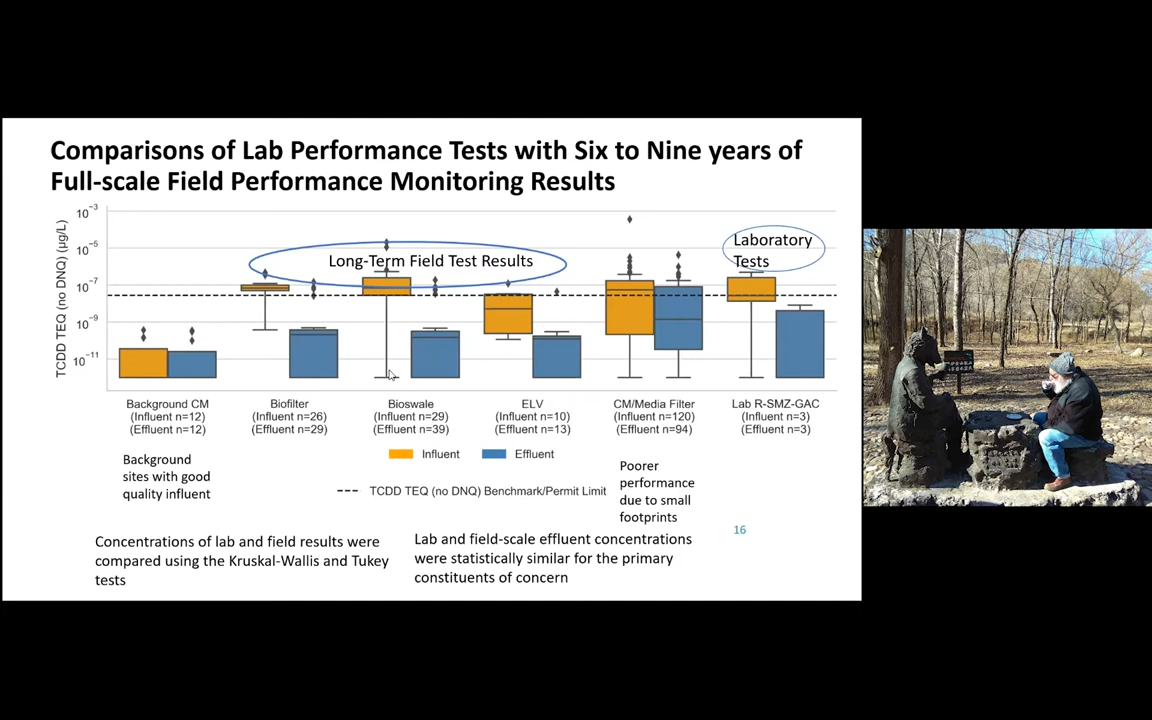 Comparisons of Lab Performance Tests with Six to Nine years of
Full-scale Field Performance Monitoring Results
TCDD TEQ (no DNQ) (µg/L)
10⁻³
10⁻⁵
10⁻⁷
10⁻⁹
10⁻¹¹
Long-Term Field Test Results
Laboratory
Tests
Background CM
(Influent n=12)
(Effluent n=12)
Biofilter
(Influent n=26)
(Effluent n=29)
Bioswale
(Influent n=29)
(Effluent n=39)
ELV
(Influent n=10)
(Effluent n=13)
CM/Media Filter
(Influent n=120)
(Effluent n=94)
Lab R-SMZ-GAC
(Influent n=3)
(Effluent n=3)
Influent
Effluent
TCDD TEQ (no DNQ) Benchmark/Permit Limit
Background
sites with good
quality influent
Poorer
performance
due to small
footprints
Concentrations of lab and field results were
compared using the Kruskal-Wallis and Tukey
tests
Lab and field-scale effluent concentrations
were statistically similar for the primary
constituents of concern
16